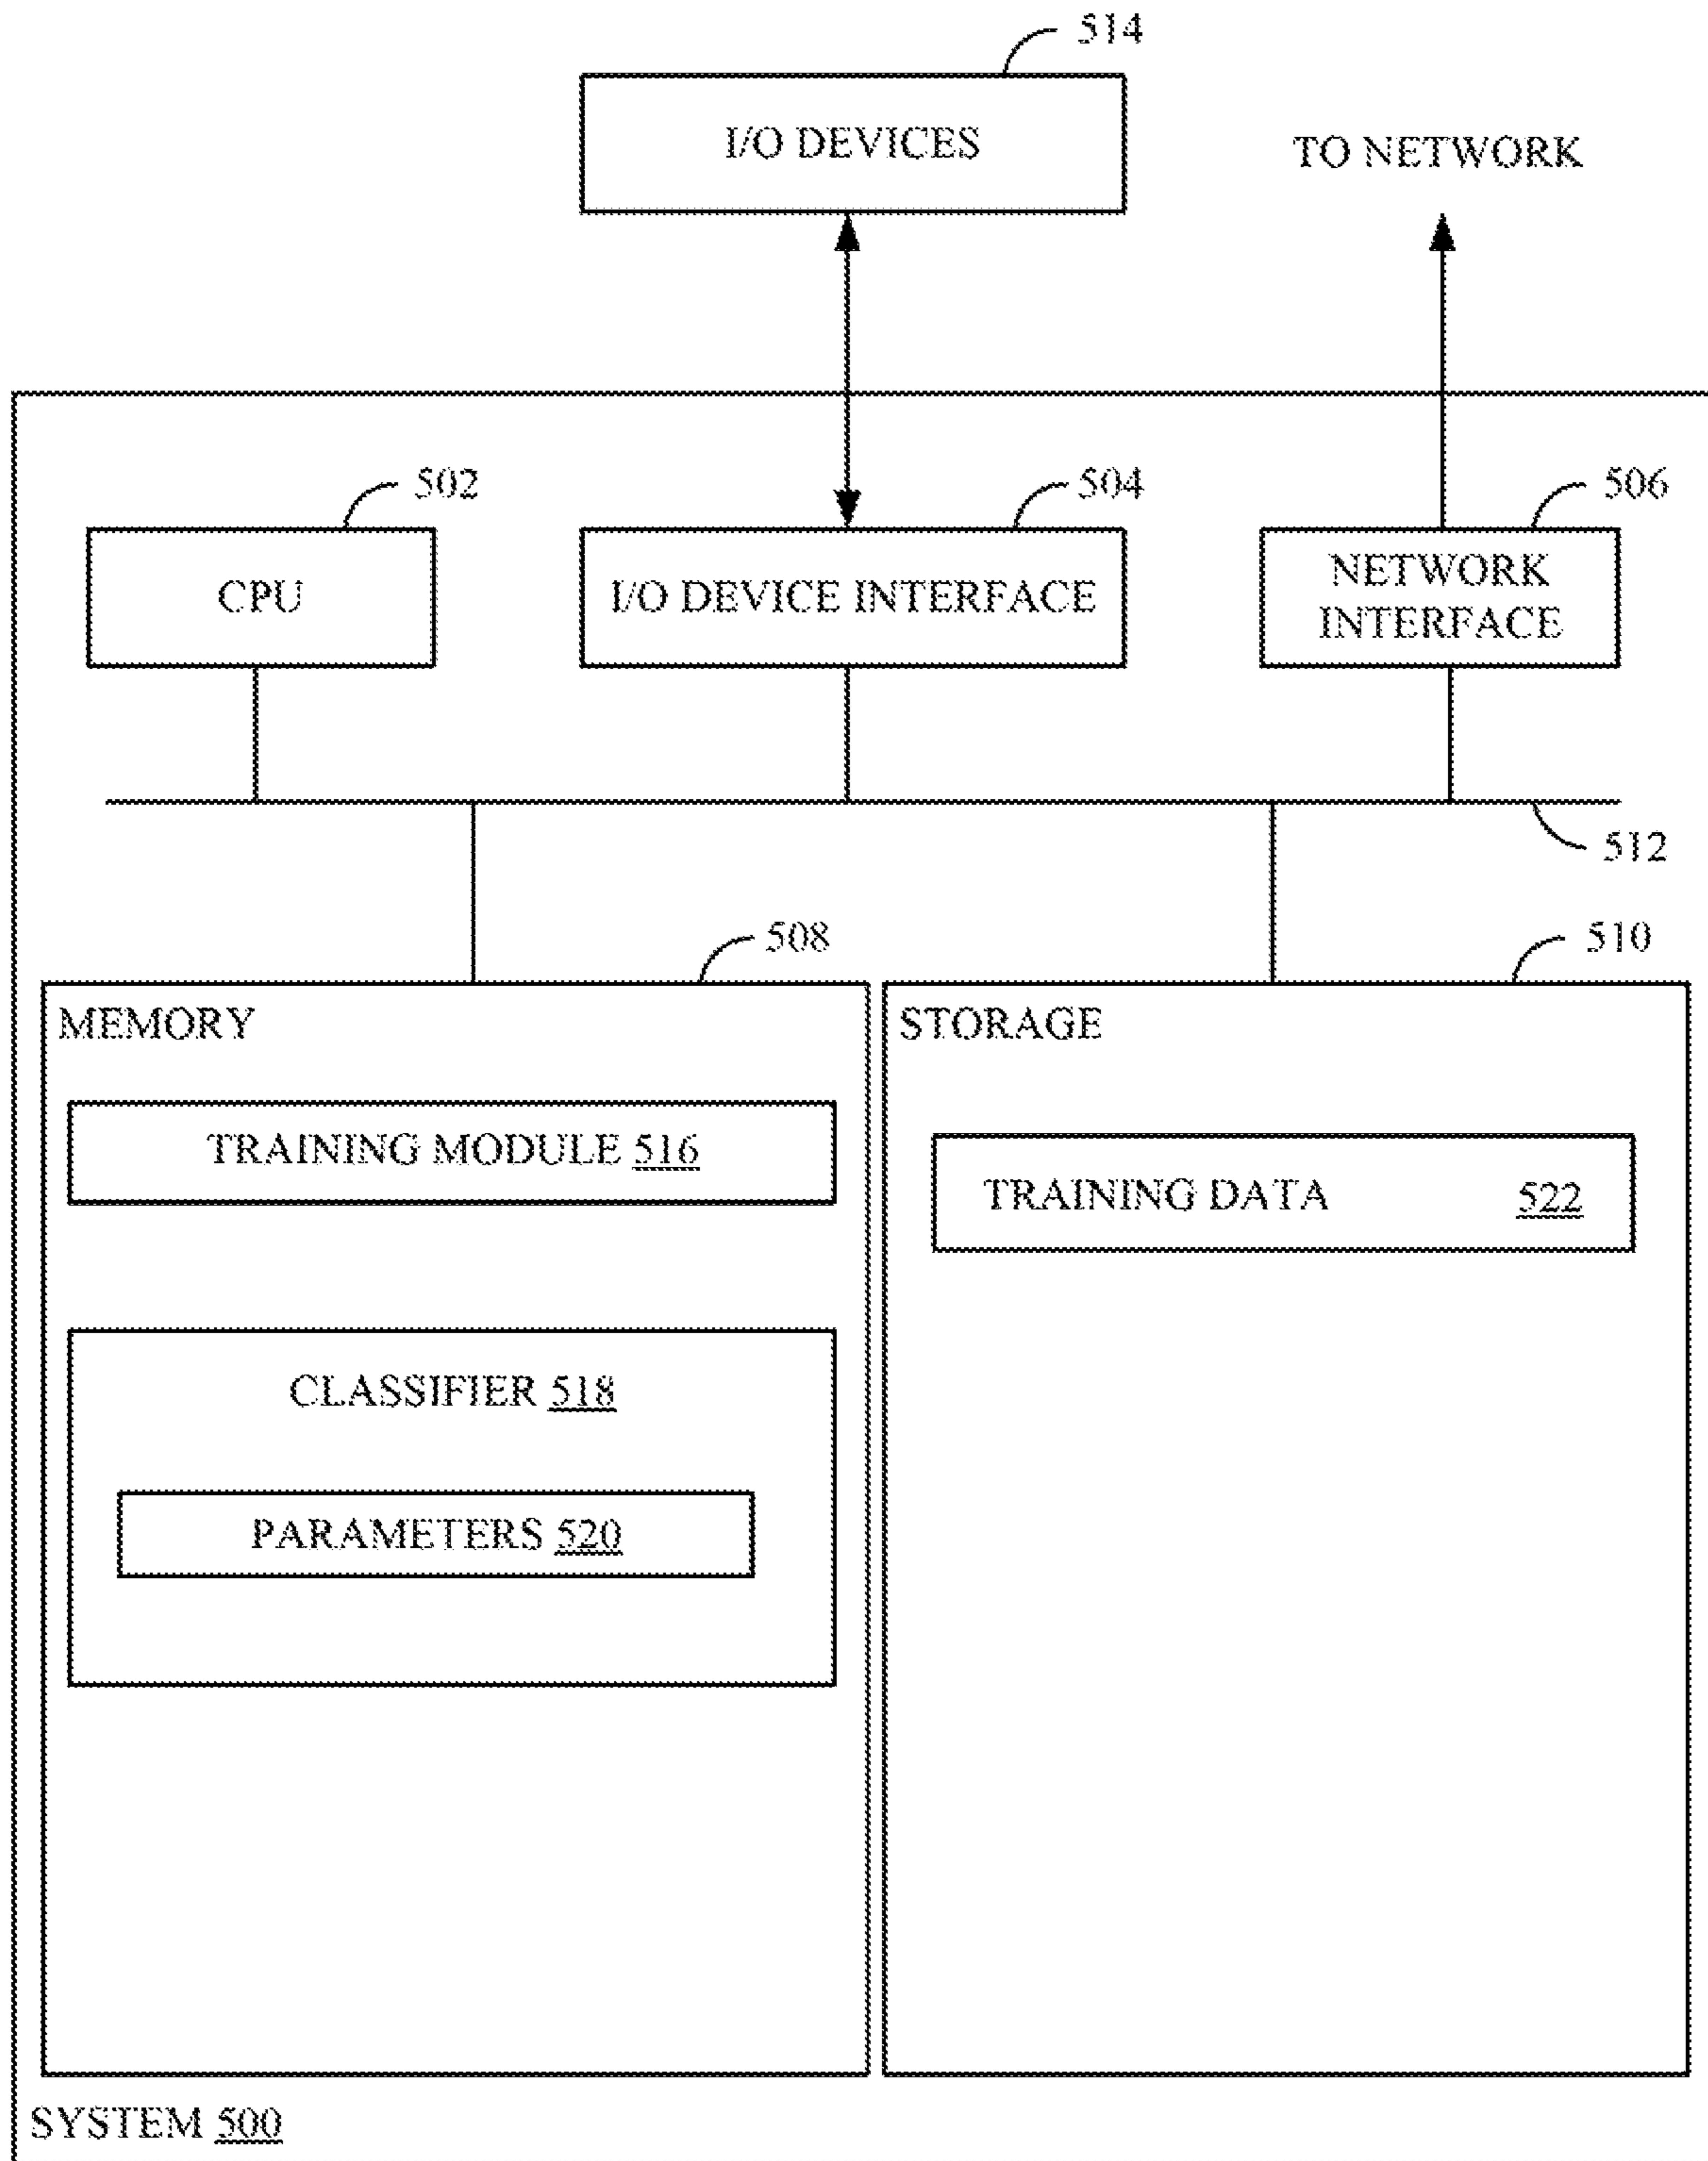 514
I/O DEVICES
TO NETWORK
502
504
506
CPU
I/O DEVICE INTERFACE
NETWORK
INTERFACE
512
508
510
MEMORY
STORAGE
TRAINING MODULE 516
TRAINING DATA 522
CLASSIFIER 518
PARAMETERS 520
SYSTEM 500